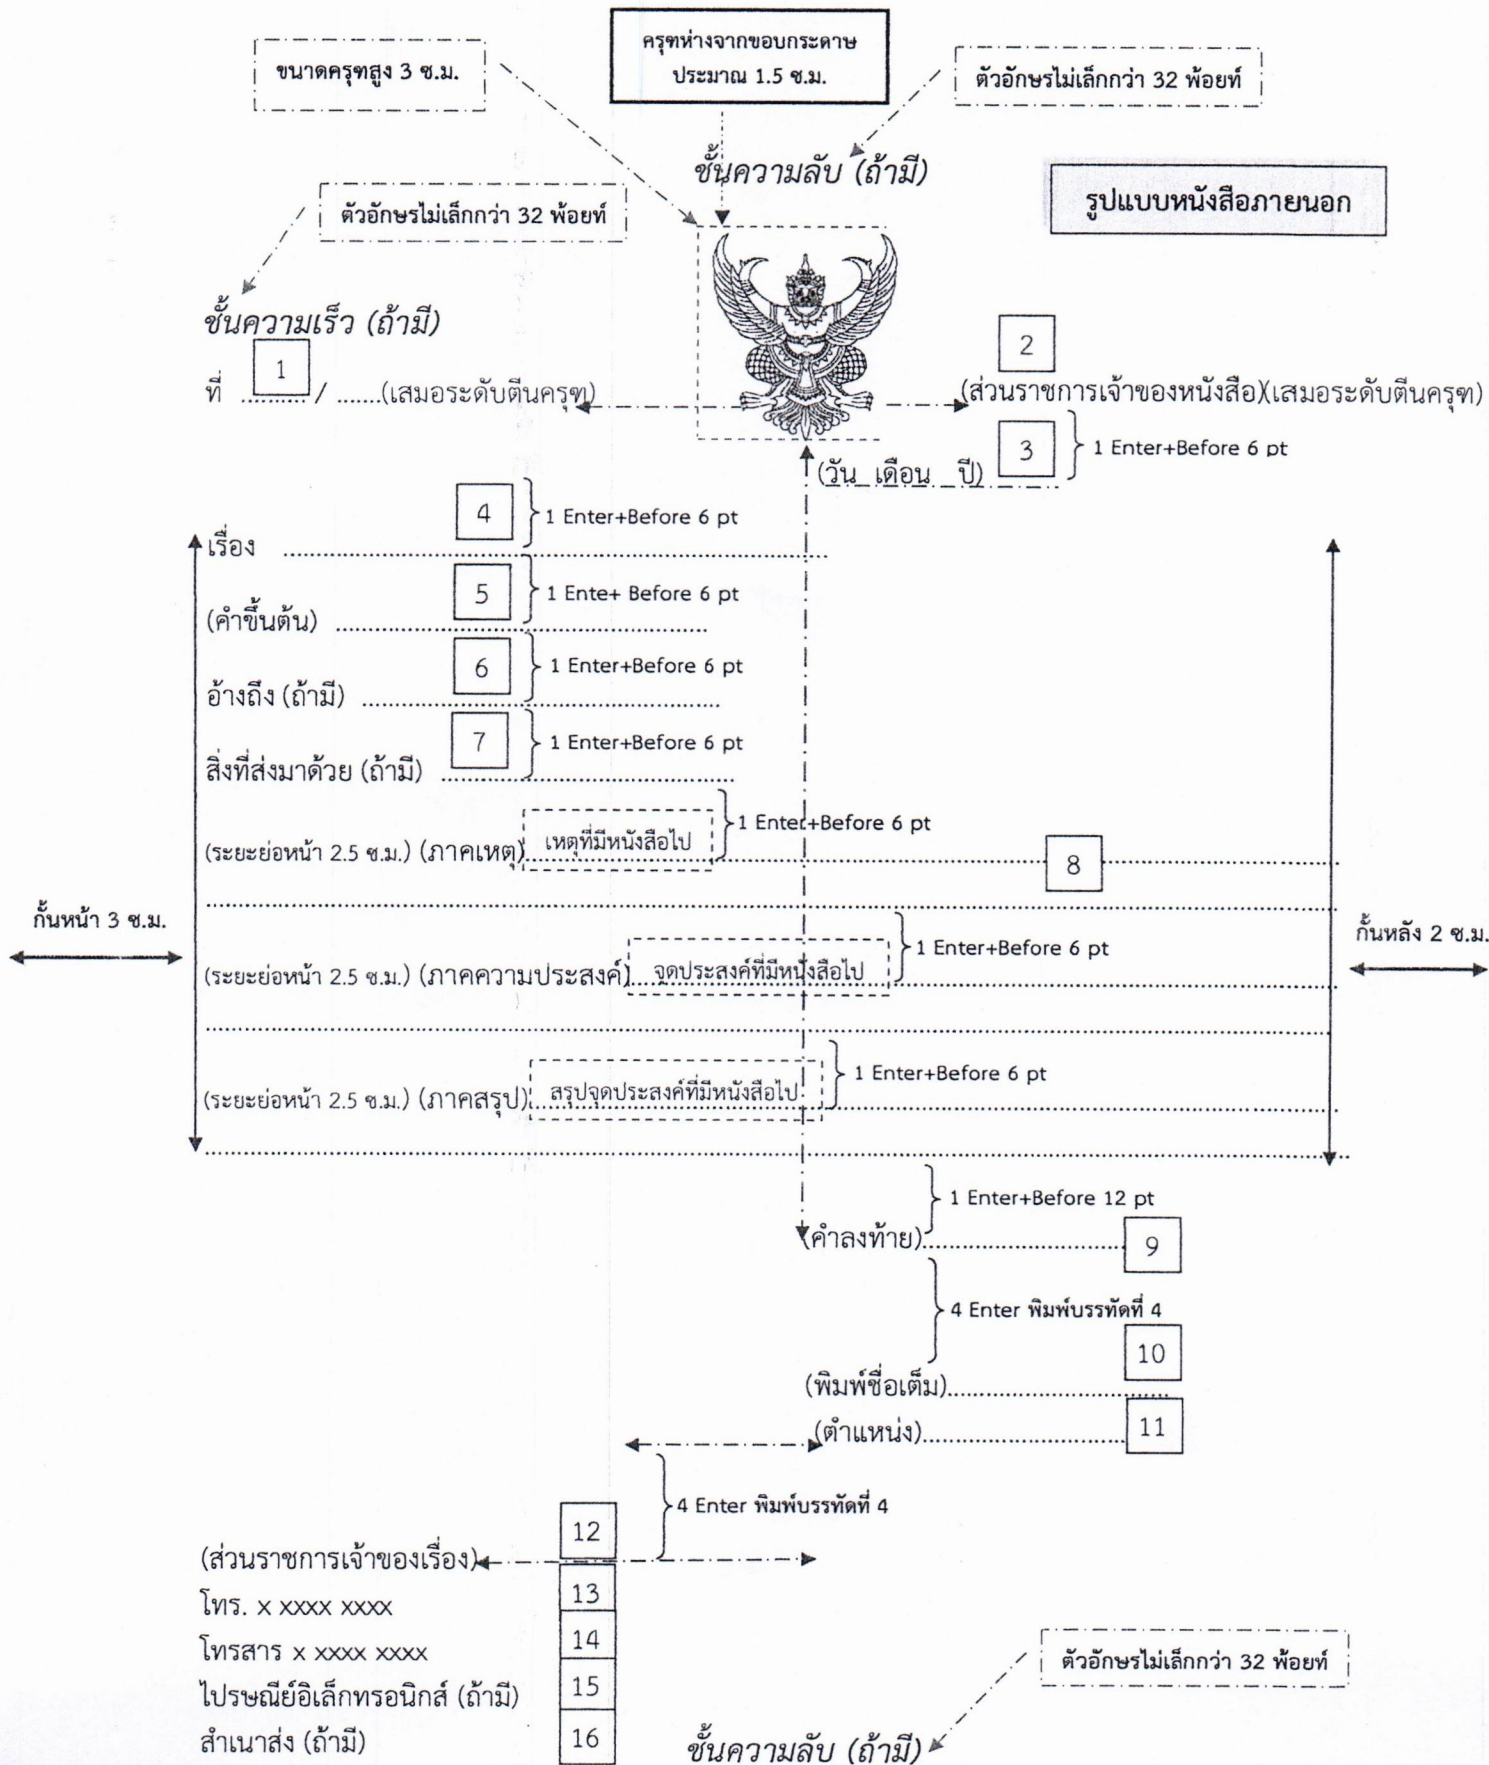 ครุฑห่างจากขอบกระดาษ
ประมาณ 1.5 ซ.ม.
ขนาดครุฑสูง 3 ซ.ม.
ตัวอักษรไม่เล็กกว่า 32 พ้อยท์
ชั้นความลับ (ถ้ามี)
รูปแบบหนังสือภายนอก
ตัวอักษรไม่เล็กกว่า 32 พ้อยท์
ชั้นความเร็ว (ถ้ามี)
1
2
ที่ ........../ .......(เสมอระดับตีนครุฑ)
(ส่วนราชการเจ้าของหนังสือ)(เสมอระดับตีนครุฑ)
3
1 Enter+Before 6 pt
(วัน เดือน ปี)
4
1 Enter+Before 6 pt
เรื่อง ..........
5
1 Ente+ Before 6 pt
(คำขึ้นต้น) ..........
6
1 Enter+Before 6 pt
อ้างถึง (ถ้ามี) ..........
7
1 Enter+Before 6 pt
สิ่งที่ส่งมาด้วย (ถ้ามี) ..........
1 Enter+Before 6 pt
(ระยะย่อหน้า 2.5 ซ.ม.) (ภาคเหตุ) เหตุที่มีหนังสือไป ..........
8
กั้นหน้า 3 ซ.ม.
กั้นหลัง 2 ซ.ม.
1 Enter+Before 6 pt
(ระยะย่อหน้า 2.5 ซ.ม.) (ภาคความประสงค์) จุดประสงค์ที่มีหนังสือไป ..........
1 Enter+Before 6 pt
(ระยะย่อหน้า 2.5 ซ.ม.) (ภาคสรุป) สรุปจุดประสงค์ที่มีหนังสือไป ..........
1 Enter+Before 12 pt
(คำลงท้าย)..........
9
4 Enter พิมพ์บรรทัดที่ 4
10
(พิมพ์ชื่อเต็ม)..........
11
(ตำแหน่ง)..........
4 Enter พิมพ์บรรทัดที่ 4
12
(ส่วนราชการเจ้าของเรื่อง)
13
โทร. x xxxx xxxx
14
โทรสาร x xxxx xxxx
15
ไปรษณีย์อิเล็กทรอนิกส์ (ถ้ามี)
16
สำเนาส่ง (ถ้ามี)
ตัวอักษรไม่เล็กกว่า 32 พ้อยท์
ชั้นความลับ (ถ้ามี)